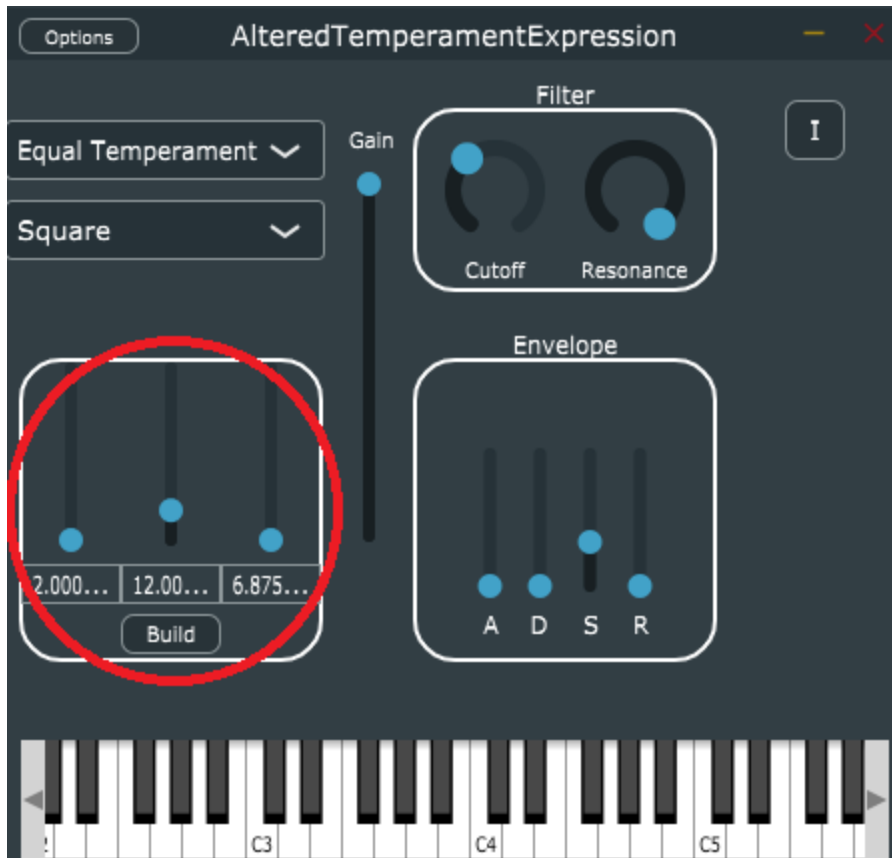 Options
AlteredTemperamentExpression
Filter
I
Equal Temperament
Gain
Square
Cutoff Resonance
Envelope
2.000... 12.00... 6.875...
Build
A D S R
C3 C4 C5